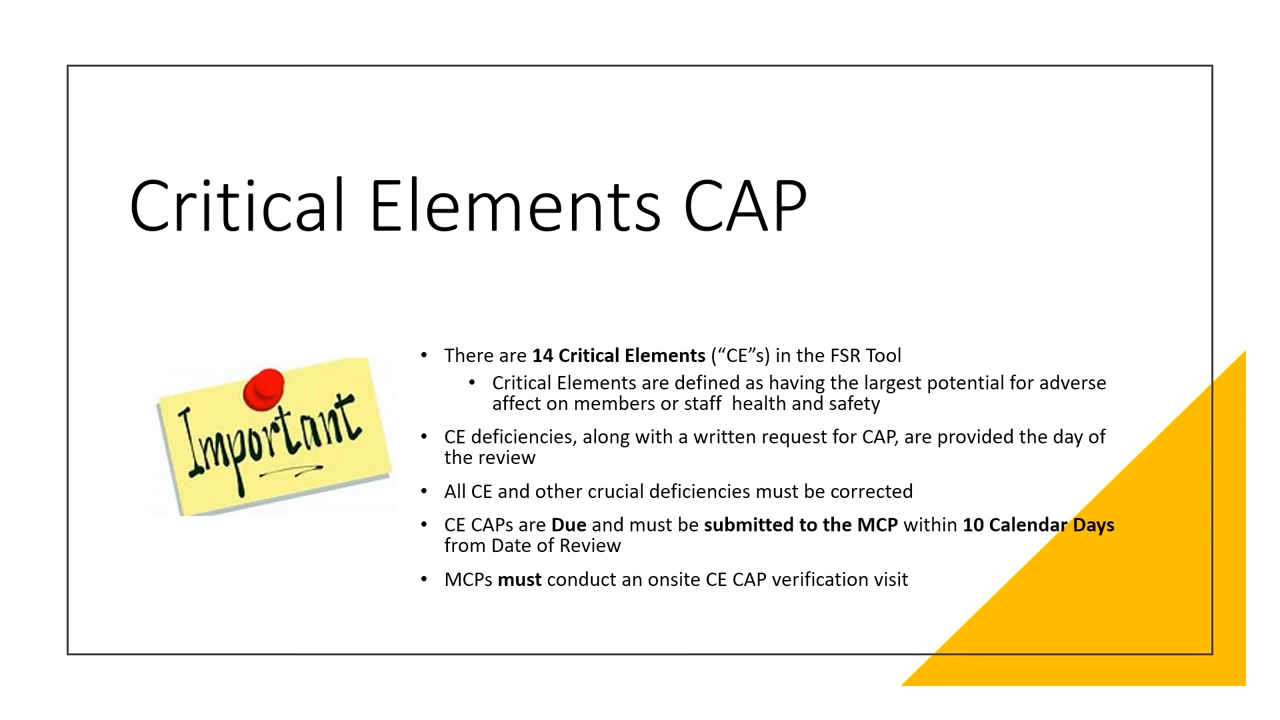 Critical Elements CAP
Important
• There are 14 Critical Elements (“CE”s) in the FSR Tool
• Critical Elements are defined as having the largest potential for adverse
affect on members or staff  health and safety
• CE deficiencies, along with a written request for CAP, are provided the day of
the review
• All CE and other crucial deficiencies must be corrected
• CE CAPs are Due and must be submitted to the MCP within 10 Calendar Days
from Date of Review
• MCPs must conduct an onsite CE CAP verification visit